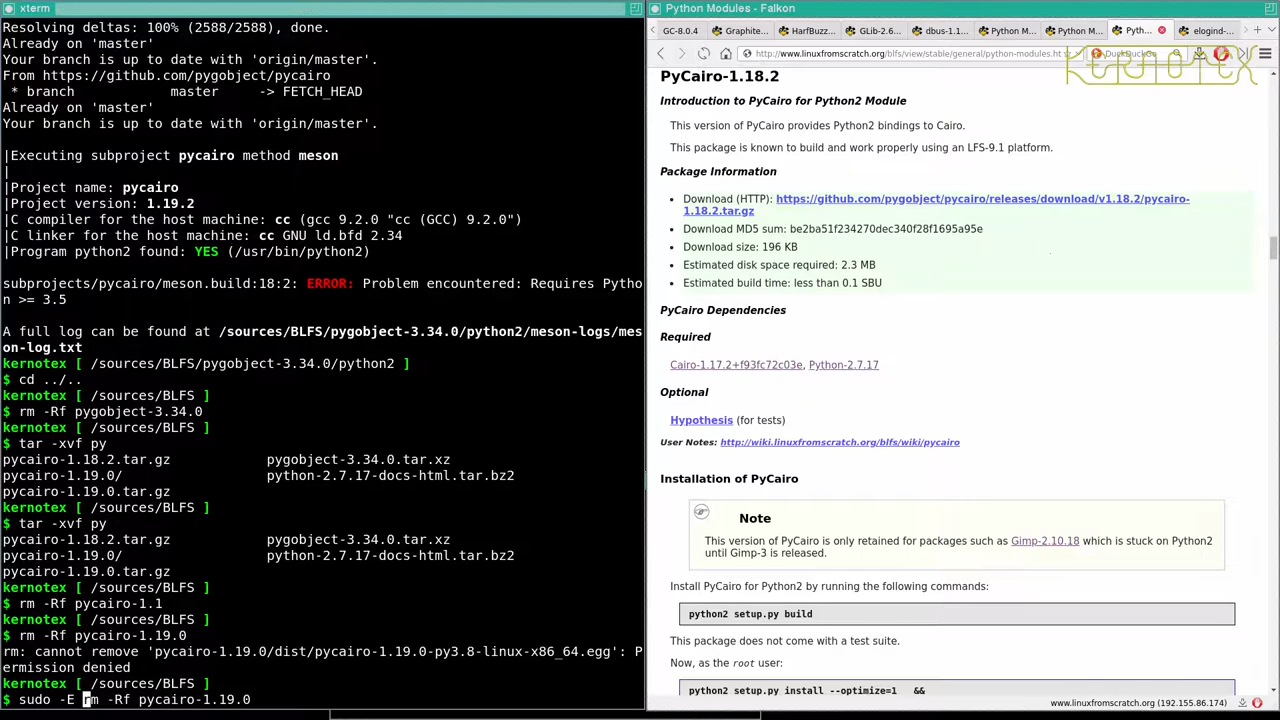 xterm
Resolving deltas: 100% (2588/2588), done.
Already on 'master'
Your branch is up to date with 'origin/master'.
From https://github.com/pygobject/pycairo
 * branch            master     -> FETCH_HEAD
Already on 'master'
Your branch is up to date with 'origin/master'.
|Executing subproject pycairo method meson
|
|Project name: pycairo
|Project version: 1.19.2
|C compiler for the host machine: cc (gcc 9.2.0 "cc (GCC) 9.2.0")
|C linker for the host machine: cc GNU ld.bfd 2.34
|Program python2 found: YES (/usr/bin/python2)
subprojects/pycairo/meson.build:18:2: ERROR: Problem encountered: Requires Pytho
n >= 3.5
A full log can be found at /sources/BLFS/pygobject-3.34.0/python2/meson-logs/mes
on-log.txt
kernotex [ /sources/BLFS/pygobject-3.34.0/python2 ]
$ cd ../..
kernotex [ /sources/BLFS ]
$ rm -Rf pygobject-3.34.0
kernotex [ /sources/BLFS ]
$ tar -xvf py
pycairo-1.18.2.tar.gz            pygobject-3.34.0.tar.xz
pycairo-1.19.0/                  python-2.7.17-docs-html.tar.bz2
pycairo-1.19.0.tar.gz
kernotex [ /sources/BLFS ]
$ tar -xvf py
pycairo-1.18.2.tar.gz            pygobject-3.34.0.tar.xz
pycairo-1.19.0/                  python-2.7.17-docs-html.tar.bz2
pycairo-1.19.0.tar.gz
kernotex [ /sources/BLFS ]
$ rm -Rf pycairo-1.1
kernotex [ /sources/BLFS ]
$ rm -Rf pycairo-1.19.0
rm: cannot remove 'pycairo-1.19.0/dist/pycairo-1.19.0-py3.8-linux-x86_64.egg': P
ermission denied
kernotex [ /sources/BLFS ]
$ sudo -E rm -Rf pycairo-1.19.0
Python Modules - Falkon
GC-8.0.4 Graphite... HarfBuzz... GLib-2.6... dbus-1.1... Python M... Python M... Pyth... elogind-...
http://www.linuxfromscratch.org/blfs/view/stable/general/python-modules.ht DuckDuckGo
KERNOTEX
PyCairo-1.18.2
Introduction to PyCairo for Python2 Module
This version of PyCairo provides Python2 bindings to Cairo.
This package is known to build and work properly using an LFS-9.1 platform.
Package Information
• Download (HTTP): https://github.com/pygobject/pycairo/releases/download/v1.18.2/pycairo-
1.18.2.tar.gz
• Download MD5 sum: be2ba51f234270dec340f28f1695a95e
• Download size: 196 KB
• Estimated disk space required: 2.3 MB
• Estimated build time: less than 0.1 SBU
PyCairo Dependencies
Required
Cairo-1.17.2+f93fc72c03e, Python-2.7.17
Optional
Hypothesis (for tests)
User Notes: http://wiki.linuxfromscratch.org/blfs/wiki/pycairo
Installation of PyCairo
Note
This version of PyCairo is only retained for packages such as Gimp-2.10.18 which is stuck on Python2
until Gimp-3 is released.
Install PyCairo for Python2 by running the following commands:
python2 setup.py build
This package does not come with a test suite.
Now, as the root user:
python2 setup.py install --optimize=1   &&
www.linuxfromscratch.org (192.155.86.174)